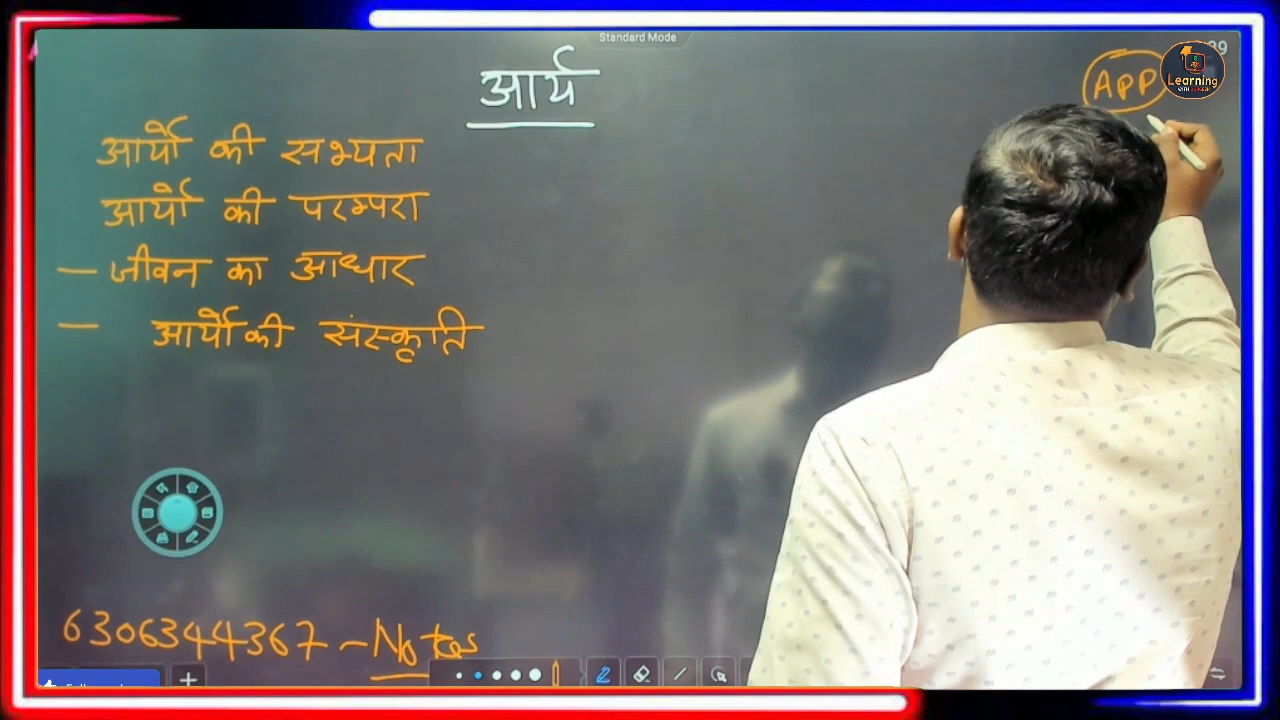 Standard Mode
आर्य
APP
Learning
आर्यो की सभ्यता
आर्यो की परम्परा
— जीवन का आधार
— आर्यो की संस्कृति
6306344367 – Notes